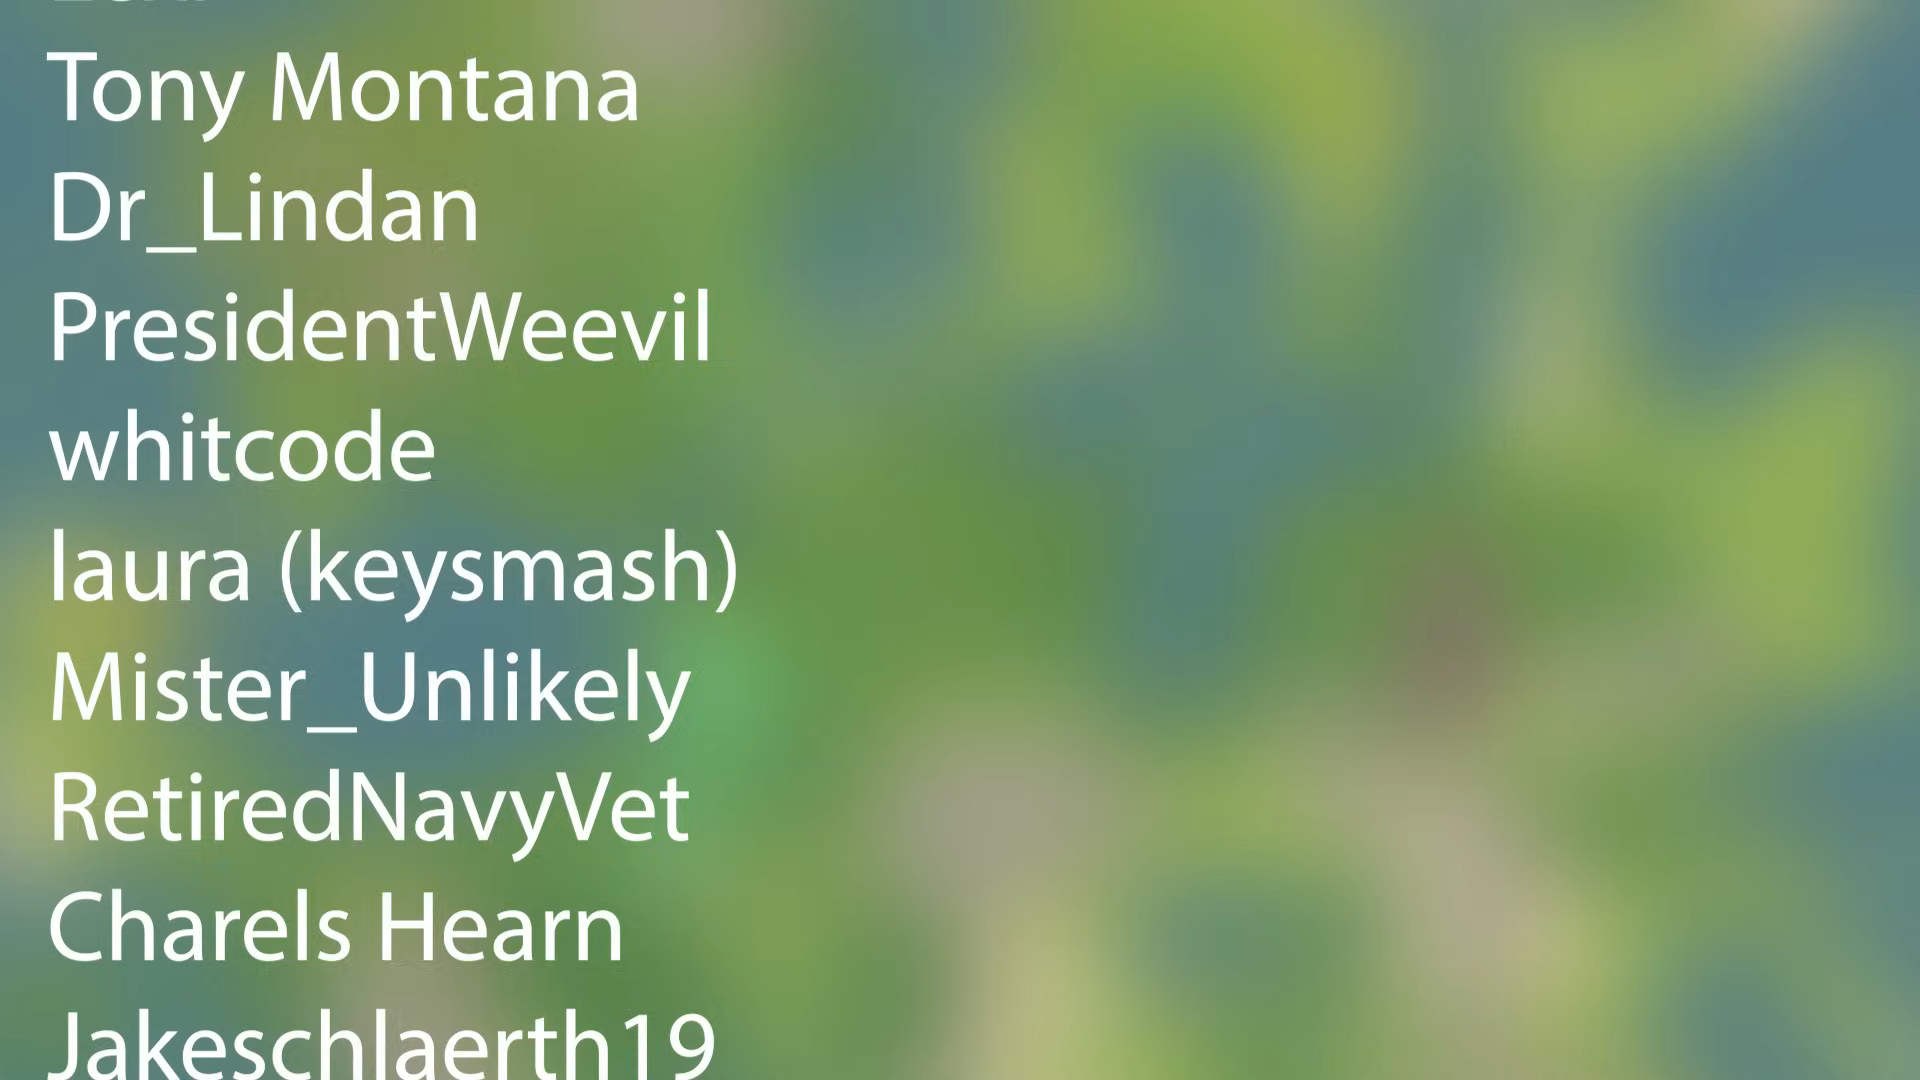 Tony Montana
Dr_Lindan
PresidentWeevil
whitcode
laura (keysmash)
Mister_Unlikely
RetiredNavyVet
Charels Hearn
Jakeschlaerth19